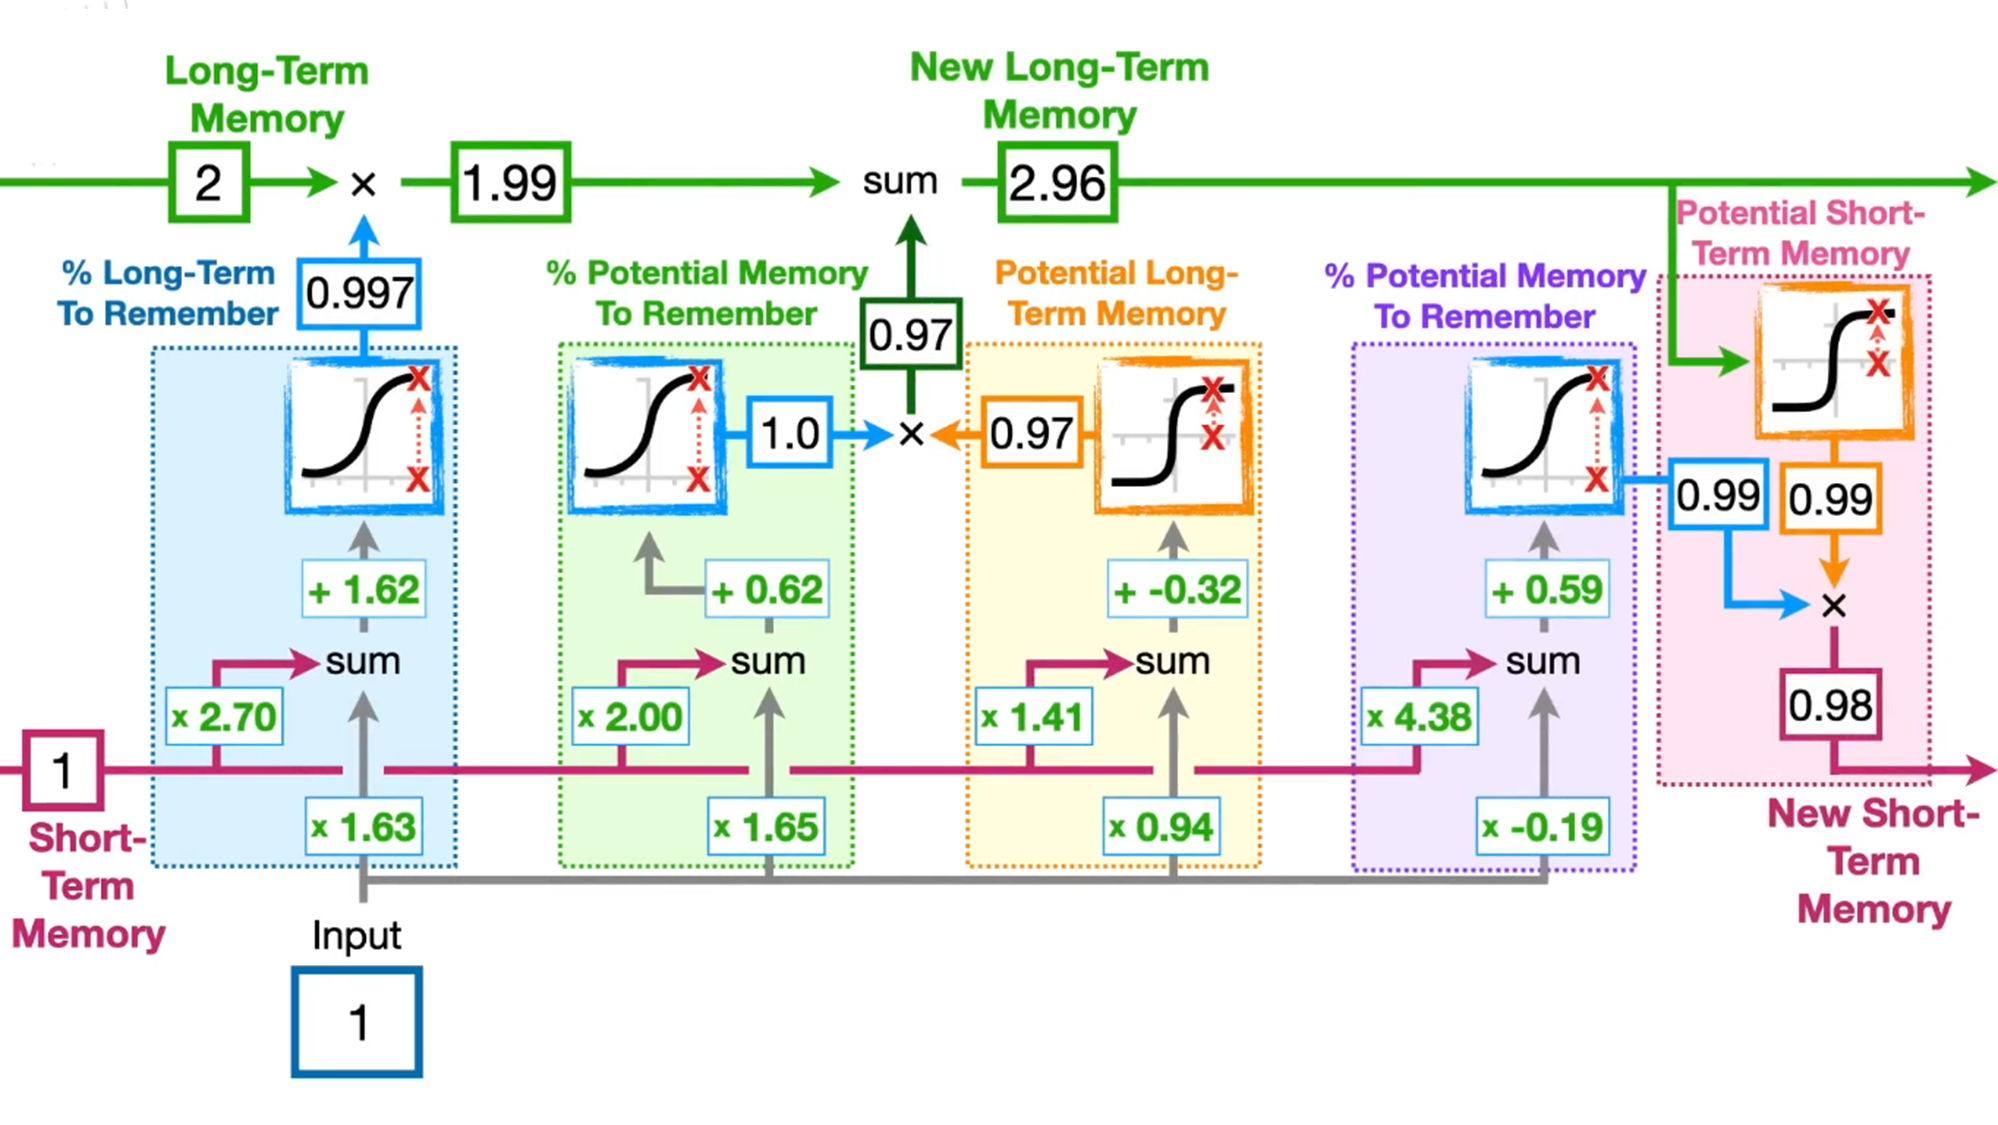 Long-Term
Memory
New Long-Term
Memory
2
×
1.99
sum
2.96
Potential Short-
Term Memory
% Long-Term
To Remember
0.997
% Potential Memory
To Remember
0.97
Potential Long-
Term Memory
% Potential Memory
To Remember
X
X
X
X
X
X
X
X
X
X
1.0
×
0.97
0.99
0.99
+ 1.62
+ 0.62
+ -0.32
+ 0.59
×
sum
sum
sum
sum
x 2.70
x 2.00
x 1.41
x 4.38
0.98
1
Short-
Term
Memory
x 1.63
x 1.65
x 0.94
x -0.19
New Short-
Term
Memory
Input
1